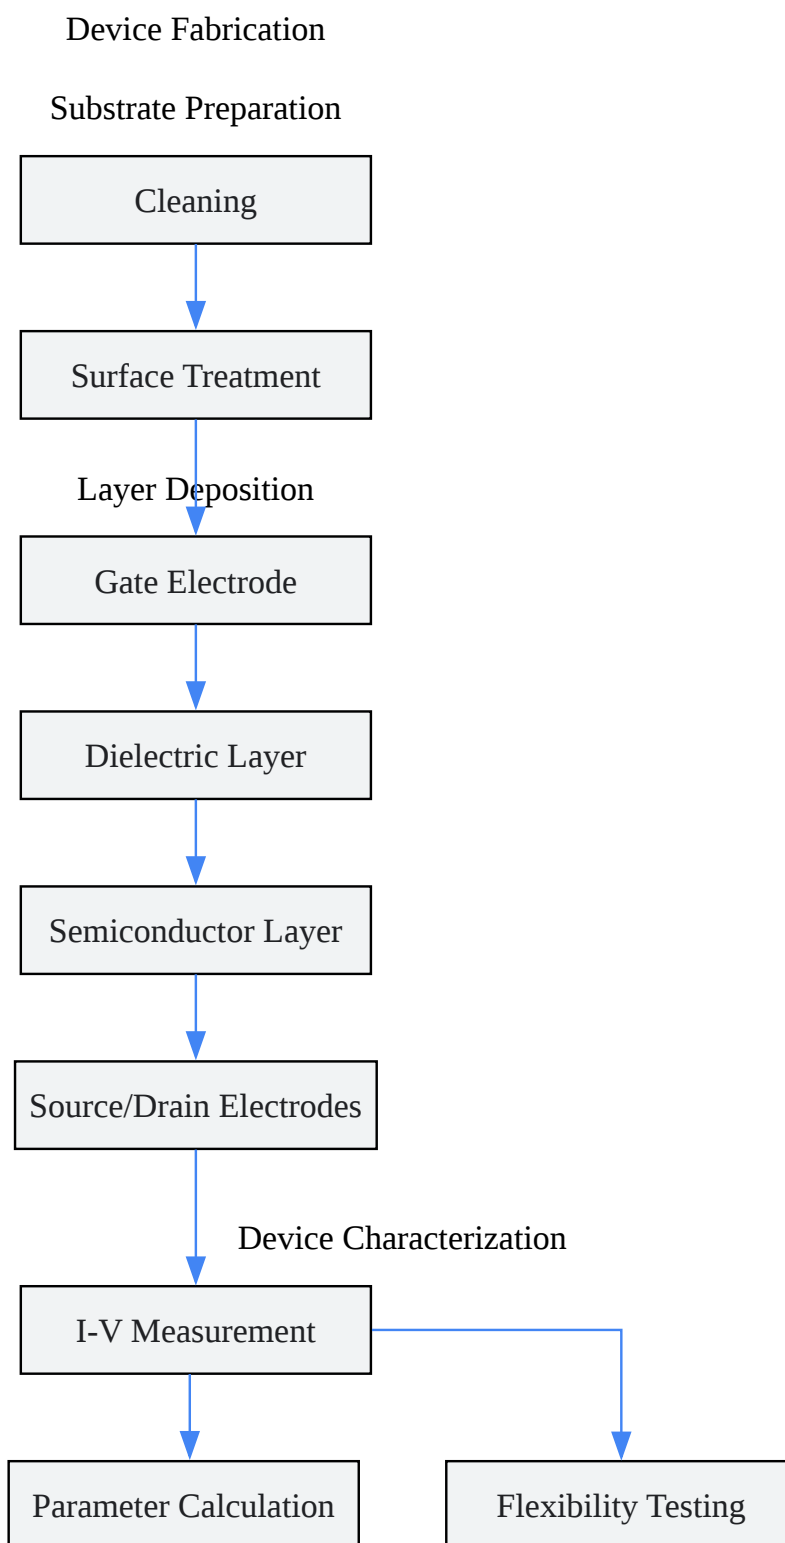 Device Fabrication
Substrate Preparation
Cleaning
Surface Treatment
Layer Deposition
Gate Electrode
Dielectric Layer
Semiconductor Layer
Source/Drain Electrodes
Device Characterization
I-V Measurement
Parameter Calculation
Flexibility Testing